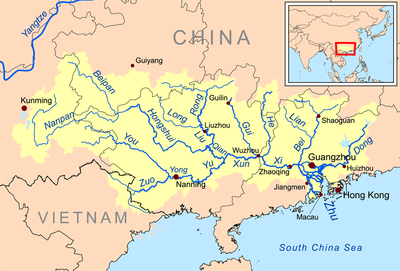 Yangtze
CHINA
Guiyang
Beipan
Kunming
Nanpan
Hongshui
Long
Rong
Guilin
Liuzhou
Liu
Qian
Gui
He
Lian
Shaoguan
Bei
Dong
You
Yong
Yu
Xun
Wuzhou
Xi
Zhaoqing
Guangzhou
Huizhou
Zuo
Nanning
Jiangmen
Hong Kong
Macau
Zhu
VIETNAM
South China Sea